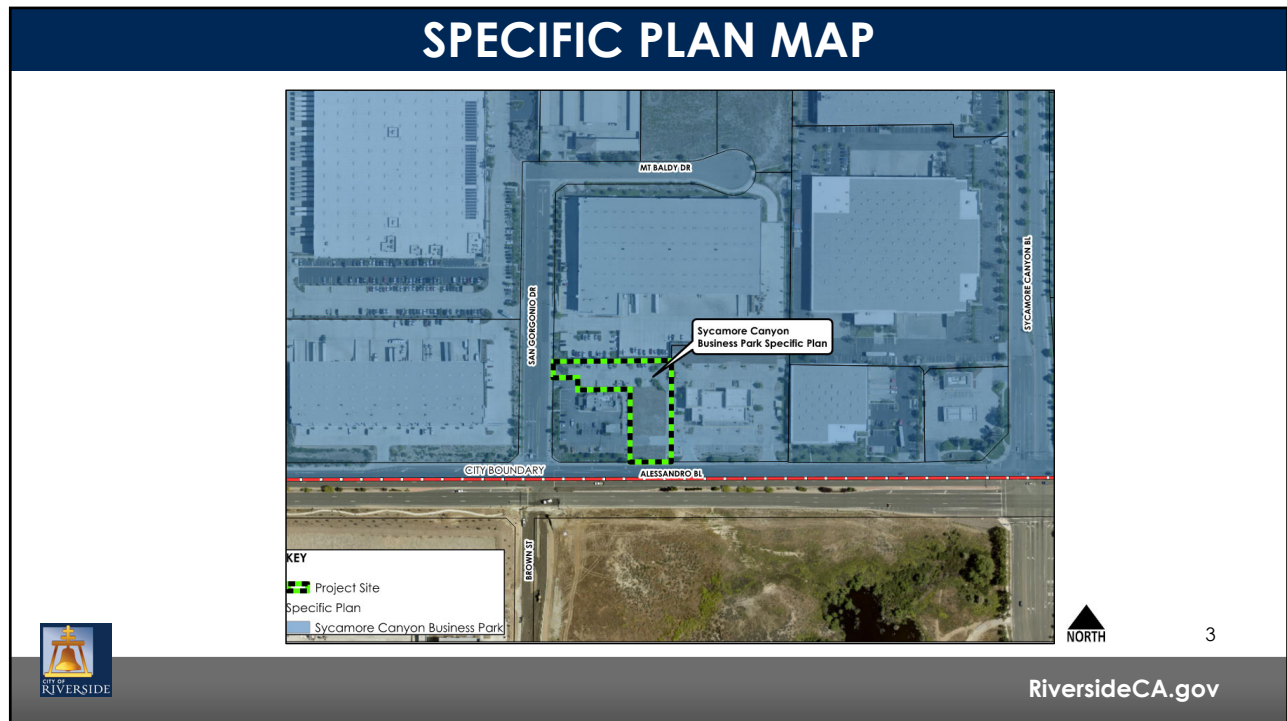 SPECIFIC PLAN MAP
MT BALDY DR
SAN GORGONIO DR
SYCAMORE CANYON BL
Sycamore Canyon
Business Park Specific Plan
CITY BOUNDARY
ALESSANDRO BL
BROWN ST
KEY
Project Site
Specific Plan
Sycamore Canyon Business Park
NORTH
3
CITY OF
RIVERSIDE
RiversideCA.gov